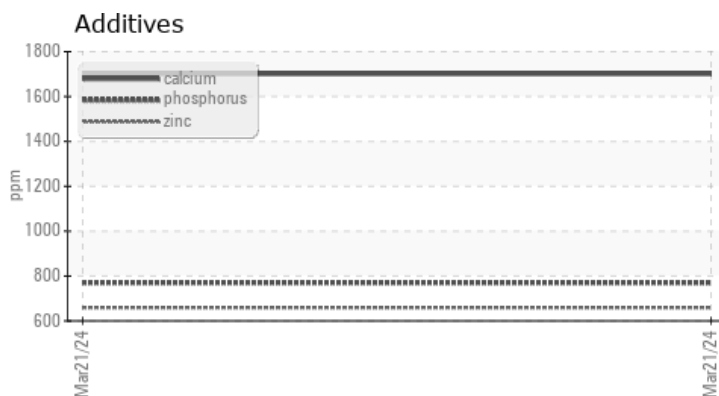 Additives
1800
1600
1400
1200
1000
800
600
ppm
calcium
phosphorus
zinc
Mar21/24
Mar21/24